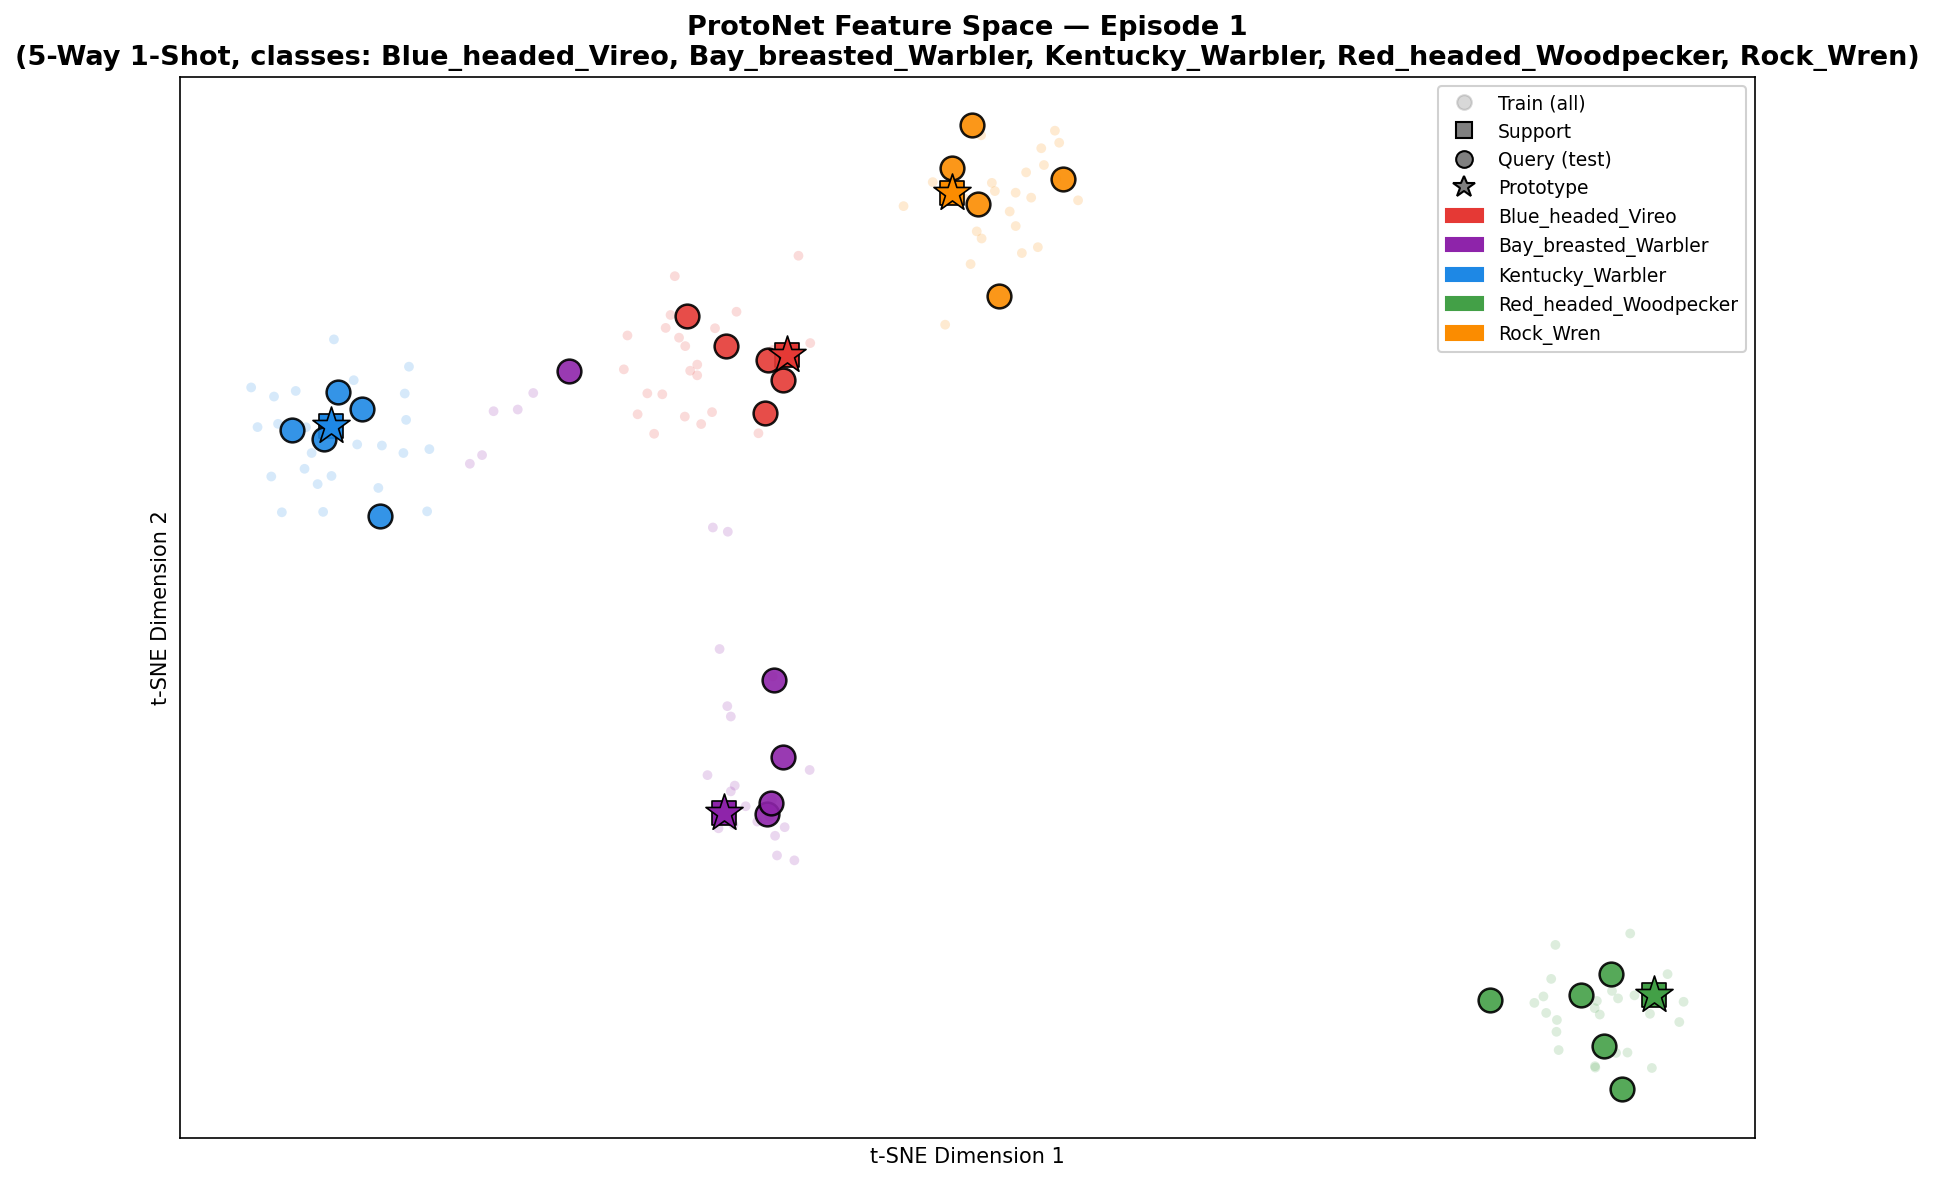 ProtoNet Feature Space — Episode 1
(5-Way 1-Shot, classes: Blue_headed_Vireo, Bay_breasted_Warbler, Kentucky_Warbler, Red_headed_Woodpecker, Rock_Wren)
Train (all)
Support
Query (test)
Prototype
Blue_headed_Vireo
Bay_breasted_Warbler
Kentucky_Warbler
Red_headed_Woodpecker
Rock_Wren
t-SNE Dimension 2
t-SNE Dimension 1